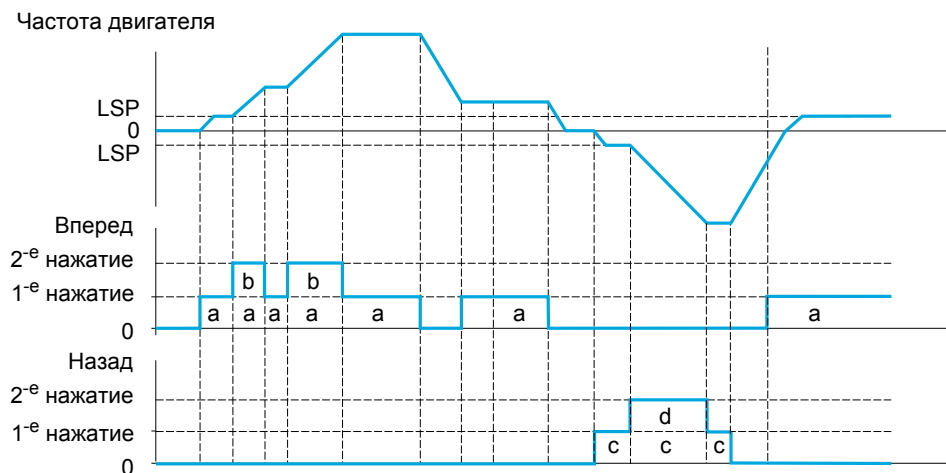 Частота двигателя
LSP
0
LSP
Вперед
2-е нажатие
b b
1-е нажатие
a a a a a a a
0
Назад
2-е нажатие
d
1-е нажатие
c c c
0